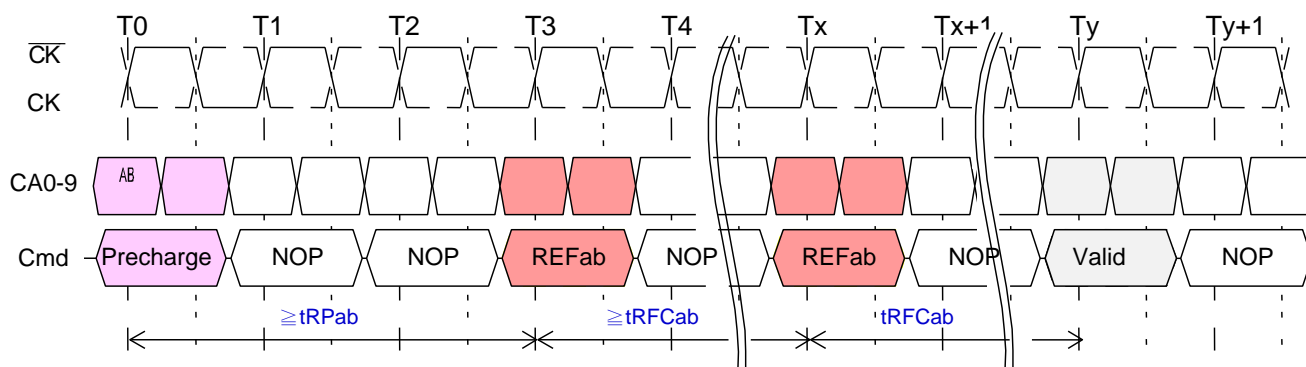 T0 T1 T2 T3 T4 Tx Tx+1 Ty Ty+1
CK
CK
CA0-9 AB
Cmd Precharge NOP NOP REFab NOP REFab NOP Valid NOP
≧tRPab ≧tRFCab tRFCab